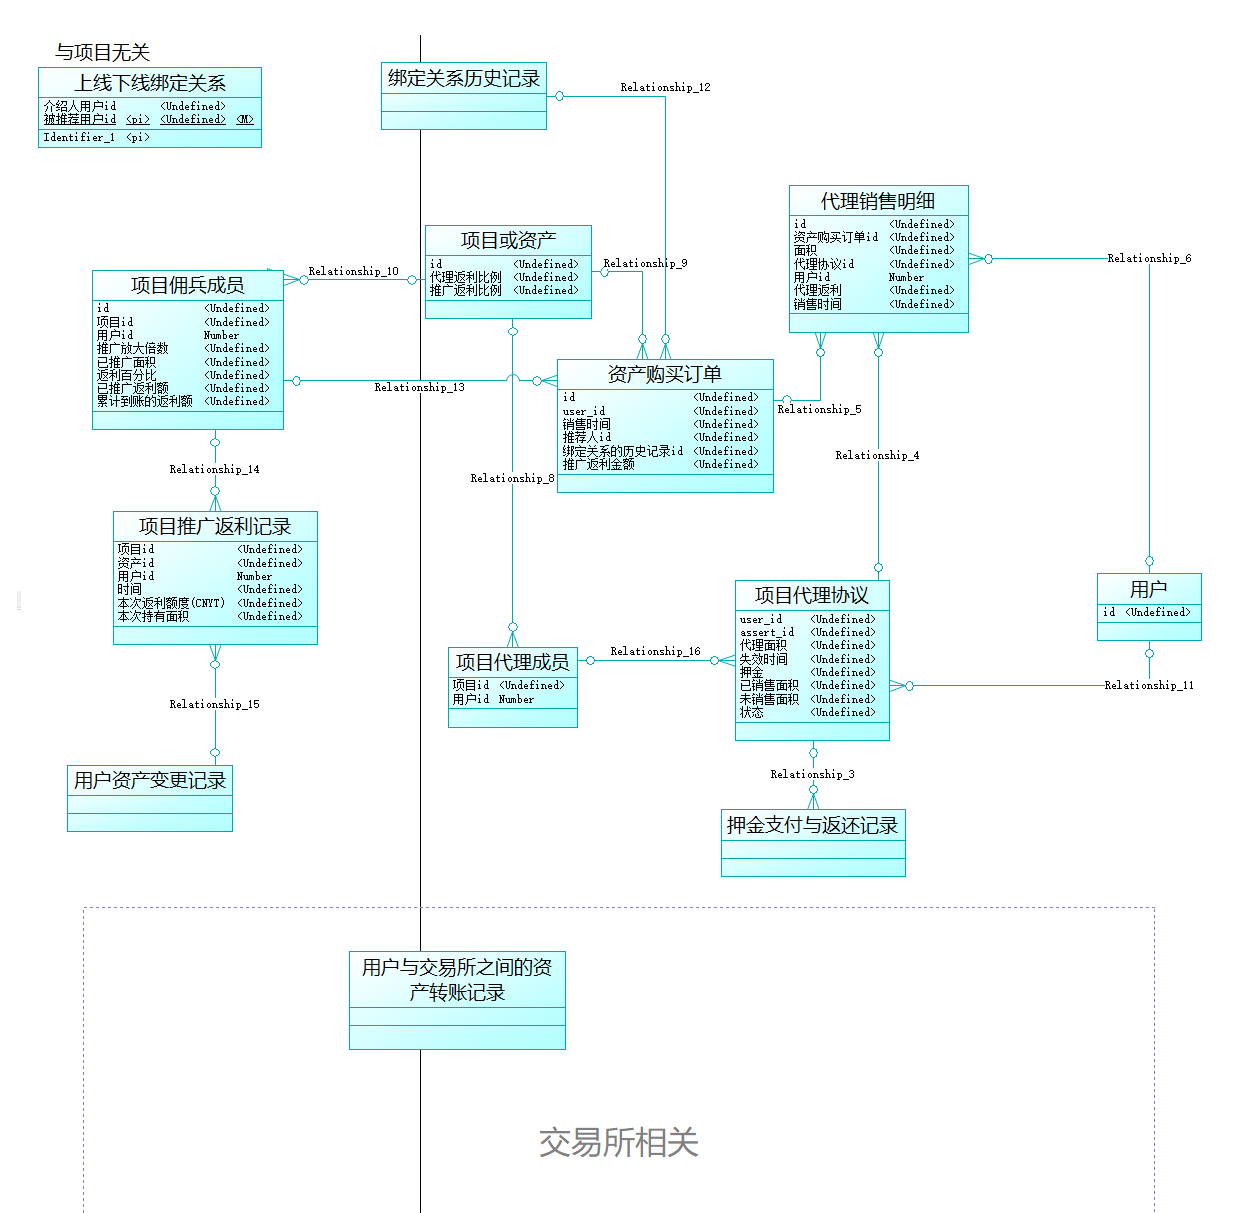 与项目无关
上线下线绑定关系
介绍人用户id <Undefined>
被推荐用户id <pi> <Undefined> <M>
Identifier_1 <pi>
绑定关系历史记录
Relationship_12
代理销售明细
id <Undefined>
资产购买订单id <Undefined>
面积 <Undefined>
代理协议id <Undefined>
用户id Number
代理返利 <Undefined>
销售时间 <Undefined>
Relationship_6
项目或资产
id <Undefined>
代理返利比例 <Undefined>
推广返利比例 <Undefined>
Relationship_9
Relationship_10
项目佣兵成员
id <Undefined>
项目id <Undefined>
用户id Number
推广放大倍数 <Undefined>
已推广面积 <Undefined>
返利百分比 <Undefined>
已推广返利额 <Undefined>
累计到账的返利额 <Undefined>
Relationship_13
资产购买订单
id <Undefined>
user_id <Undefined>
销售时间 <Undefined>
推荐人id <Undefined>
绑定关系的历史记录id <Undefined>
推广返利金额 <Undefined>
Relationship_5
Relationship_4
Relationship_14
Relationship_8
项目推广返利记录
项目id <Undefined>
资产id <Undefined>
用户id Number
时间 <Undefined>
本次返利额度(CNYT) <Undefined>
本次持有面积 <Undefined>
项目代理协议
user_id <Undefined>
assert_id <Undefined>
代理面积 <Undefined>
失效时间 <Undefined>
押金 <Undefined>
已销售面积 <Undefined>
未销售面积 <Undefined>
状态 <Undefined>
用户
id <Undefined>
Relationship_16
项目代理成员
项目id <Undefined>
用户id Number
Relationship_11
Relationship_15
用户资产变更记录
Relationship_3
押金支付与返还记录
用户与交易所之间的资
产转账记录
交易所相关